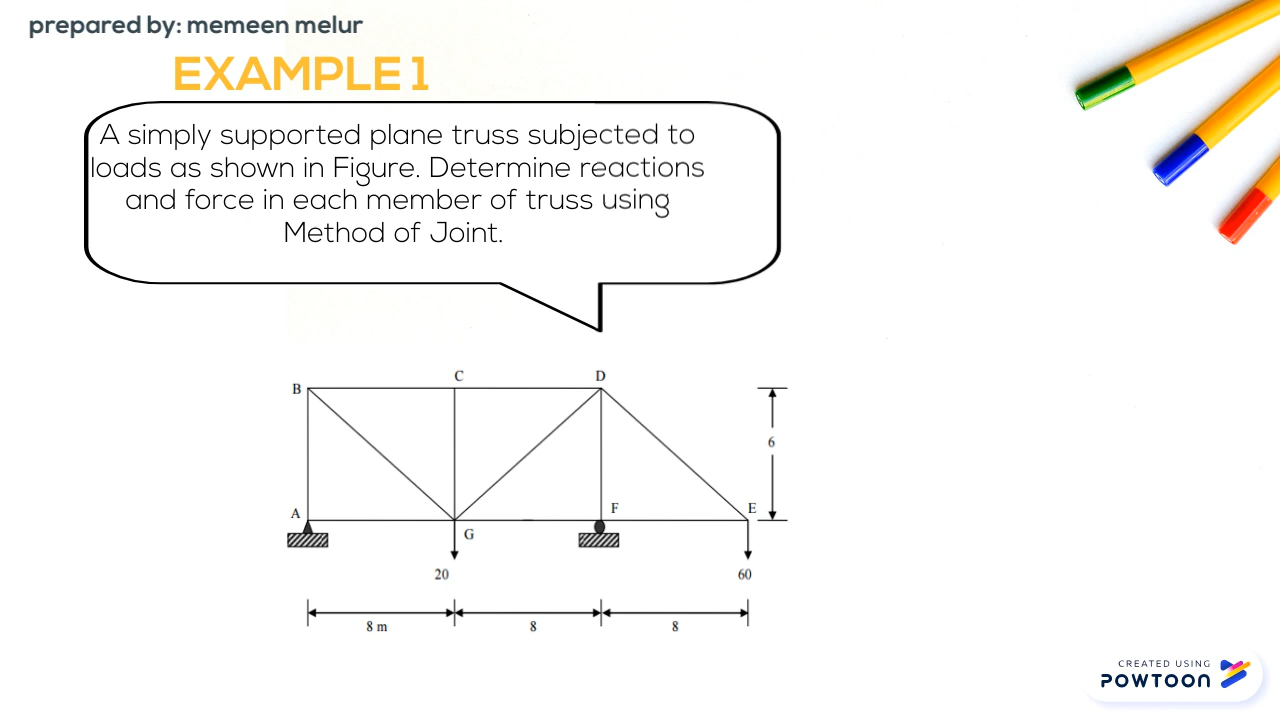 prepared by: memeen melur
EXAMPLE 1
A simply supported plane truss subjected to
loads as shown in Figure. Determine reactions
and force in each member of truss using
Method of Joint.
B
C
D
6
A
G
F
E
20
60
8 m
8
8
CREATED USING
POWTOON